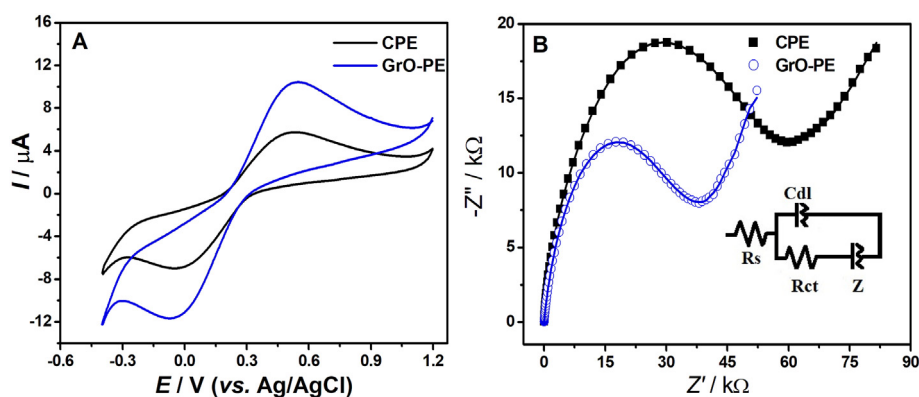 A
CPE
GrO-PE
I / μA
16
12
8
4
0
-4
-8
-12
-0.6 -0.3 0.0 0.3 0.6 0.9 1.2
E / V (vs. Ag/AgCl)
B
CPE
GrO-PE
-Z'' / kΩ
20
15
10
5
0
Cdl
Rs
Rct Z
0 15 30 45 60 75 90
Z' / kΩ